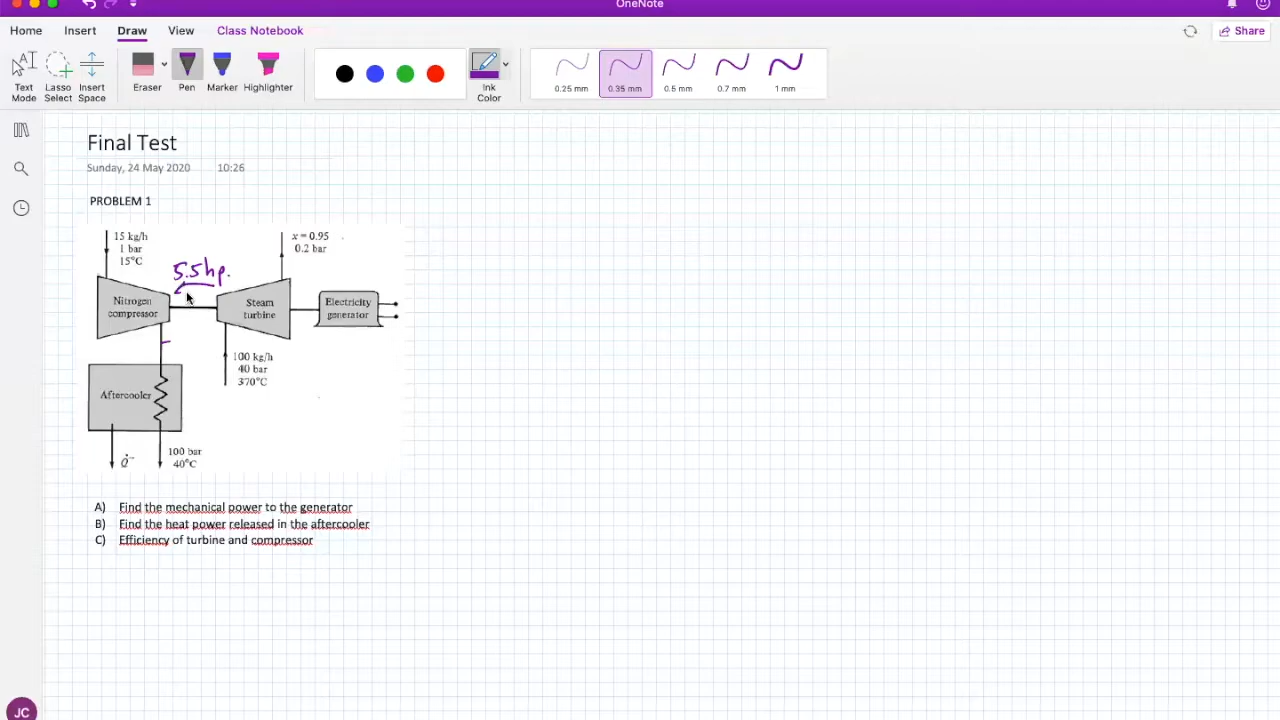 OneNote
Home Insert Draw View Class Notebook
Share
Text Mode
Lasso Select
Insert Space
Eraser
Pen
Marker
Highlighter
Ink Color
0.25 mm
0.35 mm
0.5 mm
0.7 mm
1 mm
Final Test
Sunday, 24 May 2020 10:26
PROBLEM 1
15 kg/h
1 bar
15°C
x = 0.95
0.2 bar
5.5hp.
Nitrogen
compressor
Steam
turbine
Electricity
generator
100 kg/h
40 bar
370°C
Aftercooler
Q̇⁻
100 bar
40°C
A) Find the mechanical power to the generator
B) Find the heat power released in the aftercooler
C) Efficiency of turbine and compressor
JC